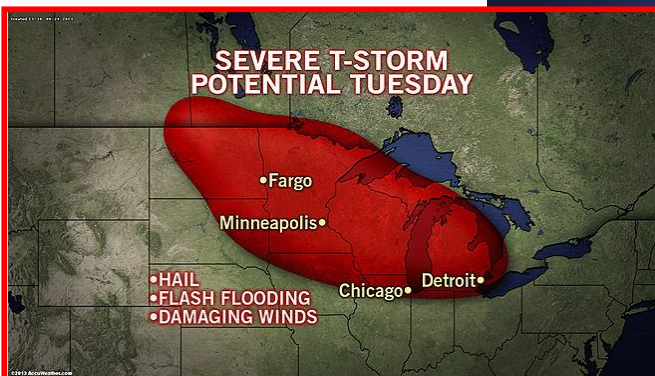 SEVERE T-STORM
POTENTIAL TUESDAY
•Fargo
Minneapolis•
•HAIL
•FLASH FLOODING
•DAMAGING WINDS
Chicago•
Detroit•
©2013 AccuWeather.com